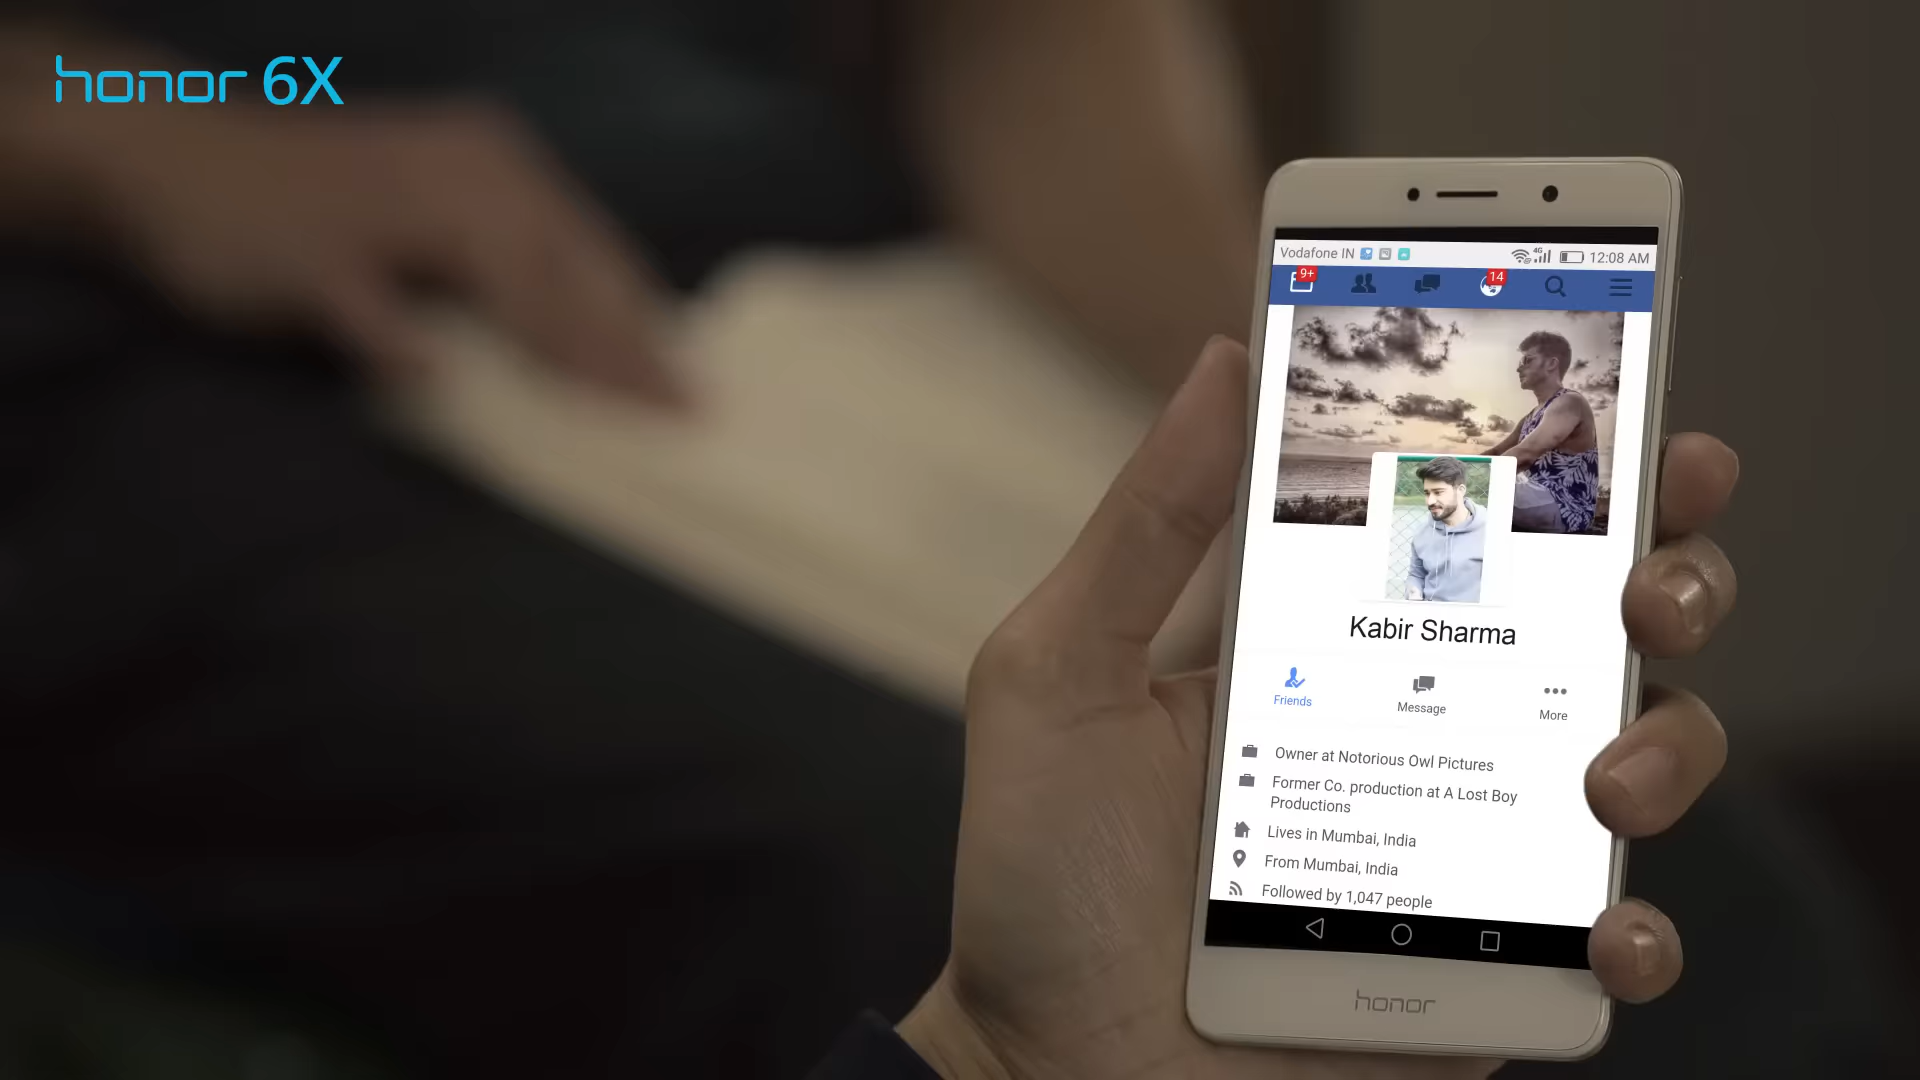 honor 6X
Vodafone IN
4G
12:08 AM
9+
14
Kabir Sharma
Friends
Message
More
Owner at Notorious Owl Pictures
Former Co. production at A Lost Boy
Productions
Lives in Mumbai, India
From Mumbai, India
Followed by 1,047 people
honor